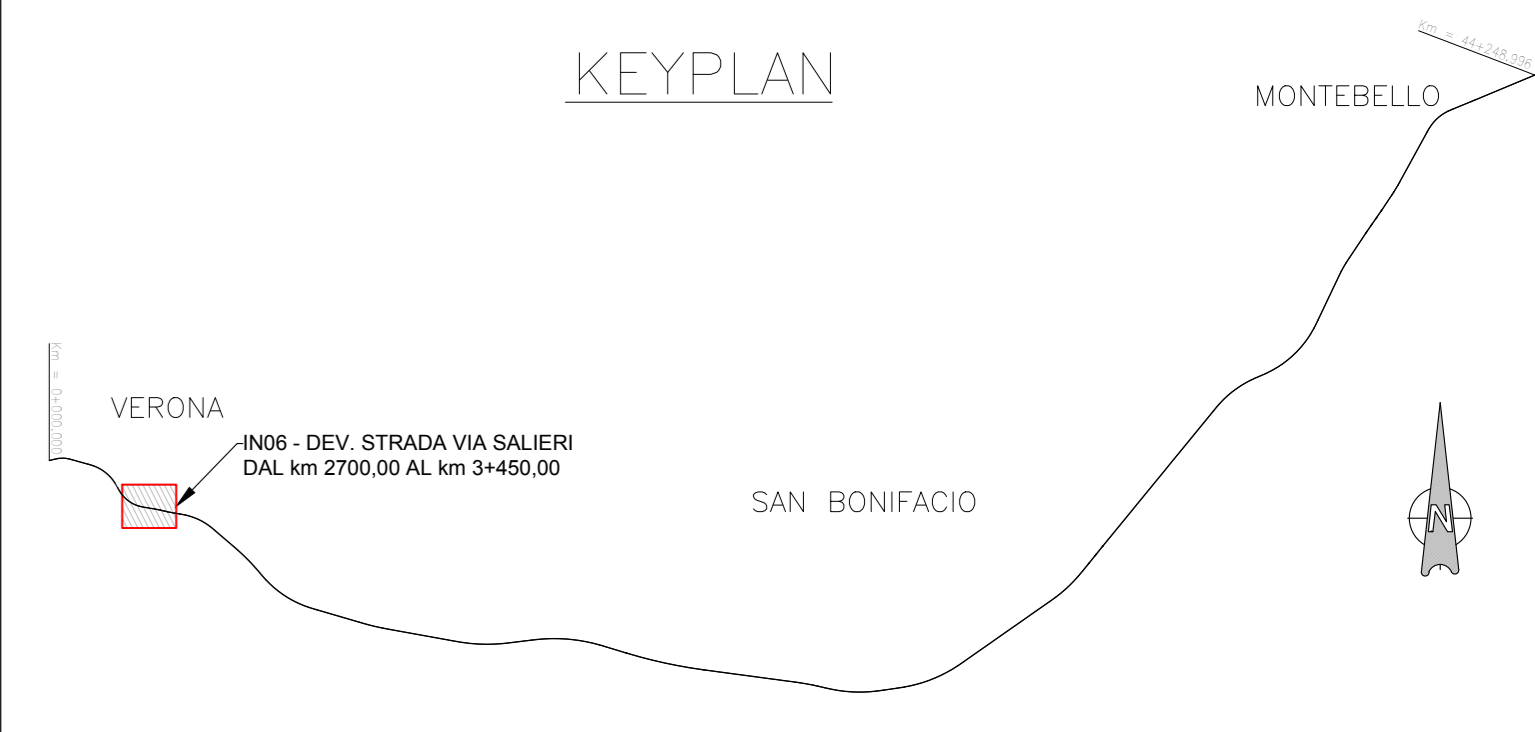 KEYPLAN
Km = 44+248.996
MONTEBELLO
Km = 0+000.000
VERONA
IN06 - DEV. STRADA VIA SALIERI
DAL km 2700,00 AL km 3+450,00
SAN BONIFACIO
N